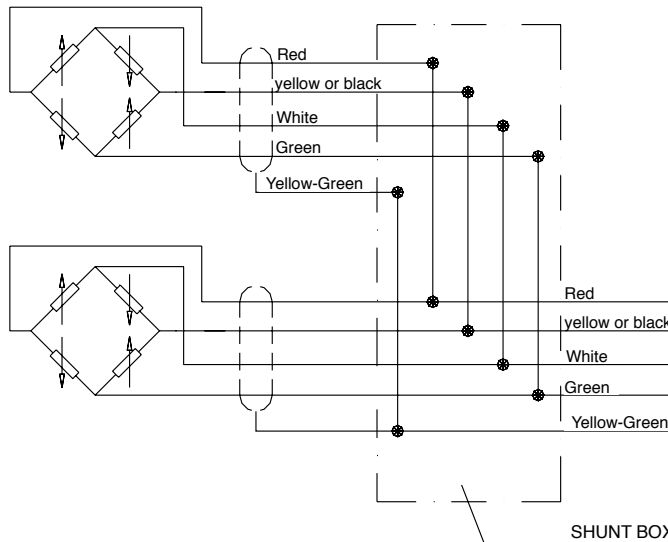 Red
yellow or black
White
Green
Yellow-Green
Red
yellow or black
White
Green
Yellow-Green
SHUNT BOX